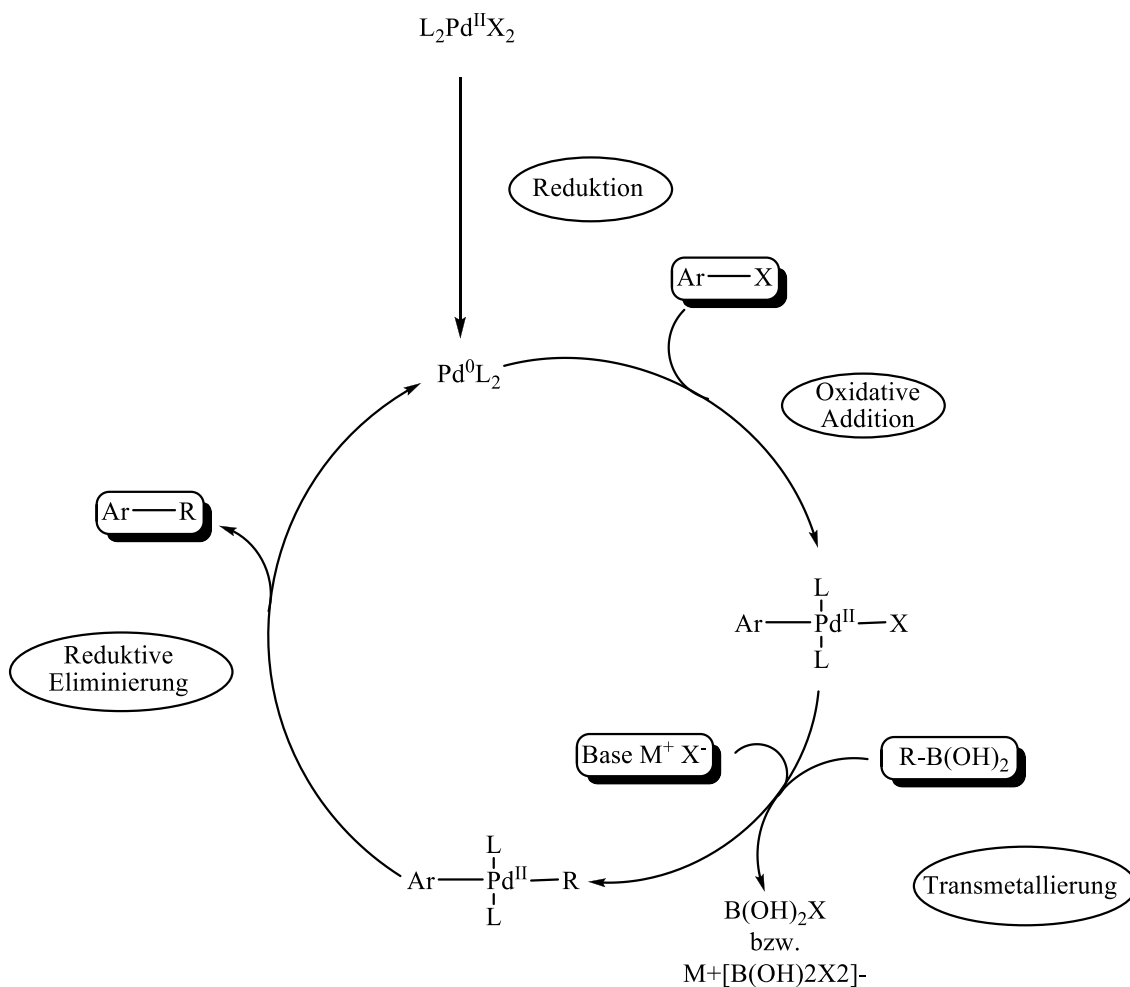 L₂PdᴵᴵX₂
Reduktion
Ar—X
Pd⁰L₂
Oxidative
Addition
Ar—R
L
Ar—Pdᴵᴵ—X
L
Reduktive
Eliminierung
Base M⁺ X⁻
R-B(OH)₂
L
Ar—Pdᴵᴵ—R
L
Transmetallierung
B(OH)₂X
bzw.
M+[B(OH)2X2]-